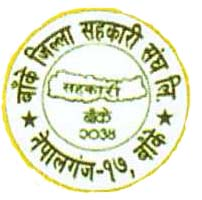 बाँके जिल्ला सहकारी संघ लि.
सहकारी
बाँके
२०३४
नेपालगंज-१७, बाँके